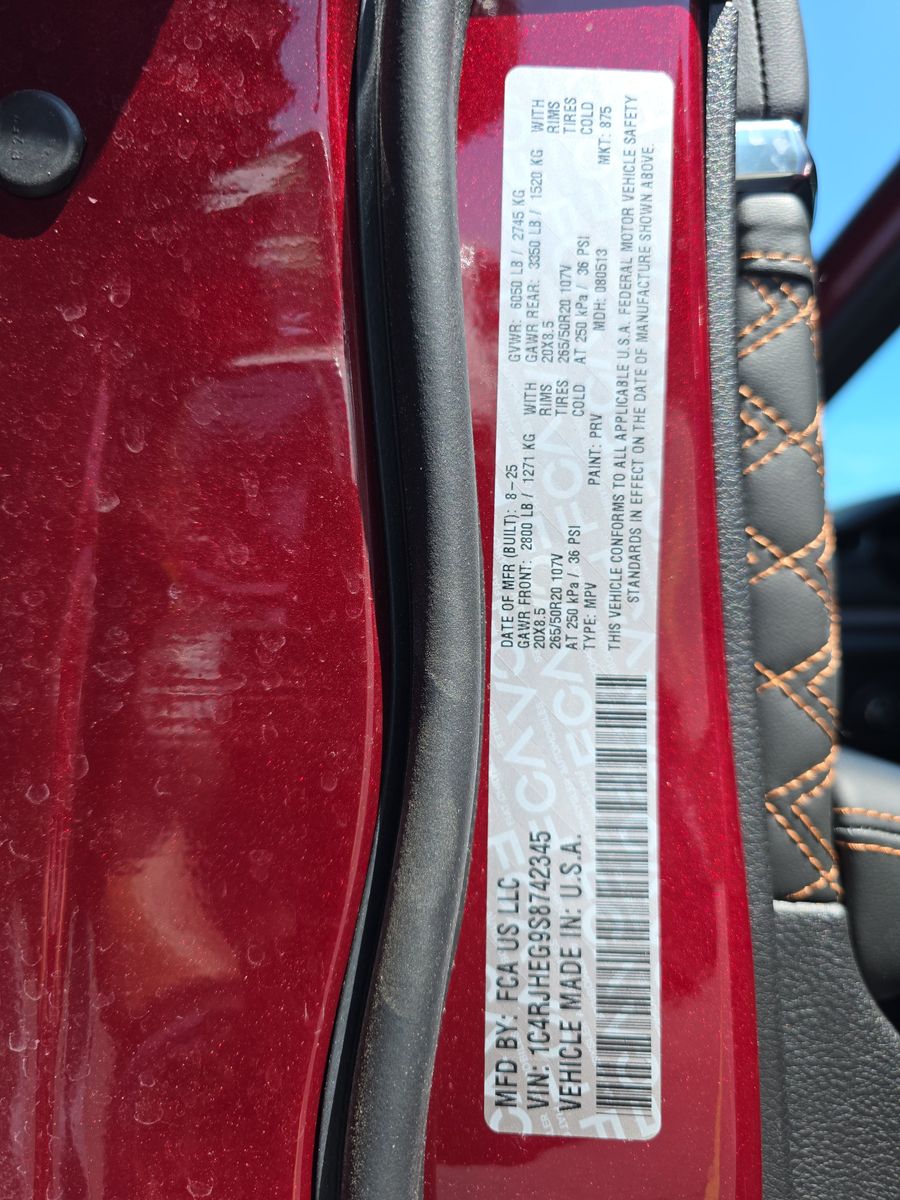 MFD BY: FCA US LLC
VIN: 1C4RJHEG9S8742345
VEHICLE MADE IN: U.S.A.
DATE OF MFR (BUILT): 8-25 GVWR: 6050 LB / 2745 KG
GAWR FRONT: 2800 LB / 1271 KG WITH GAWR REAR: 3350 LB / 1520 KG WITH
20X8.5 RIMS 20X8.5 RIMS
265/50R20 107V TIRES 265/50R20 107V TIRES
AT 250 kPa / 36 PSI COLD AT 250 kPa / 36 PSI COLD
TYPE: MPV PAINT: PRV MDH: 080513 MKT: 875
THIS VEHICLE CONFORMS TO ALL APPLICABLE U.S.A. FEDERAL MOTOR VEHICLE SAFETY
STANDARDS IN EFFECT ON THE DATE OF MANUFACTURE SHOWN ABOVE.